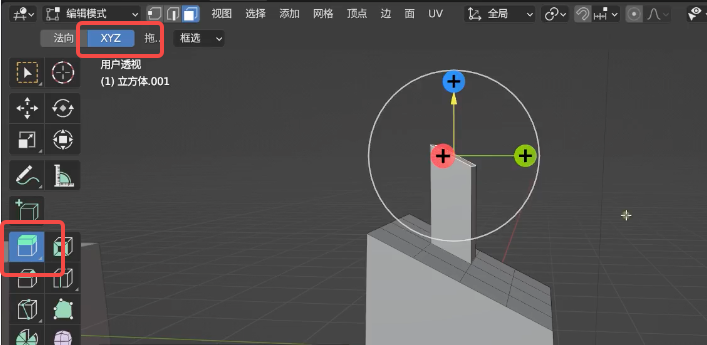 编辑模式 视图 选择 添加 网格 顶点 边 面 UV 全局
法向 XYZ 拖... 框选
用户透视
(1) 立方体.001